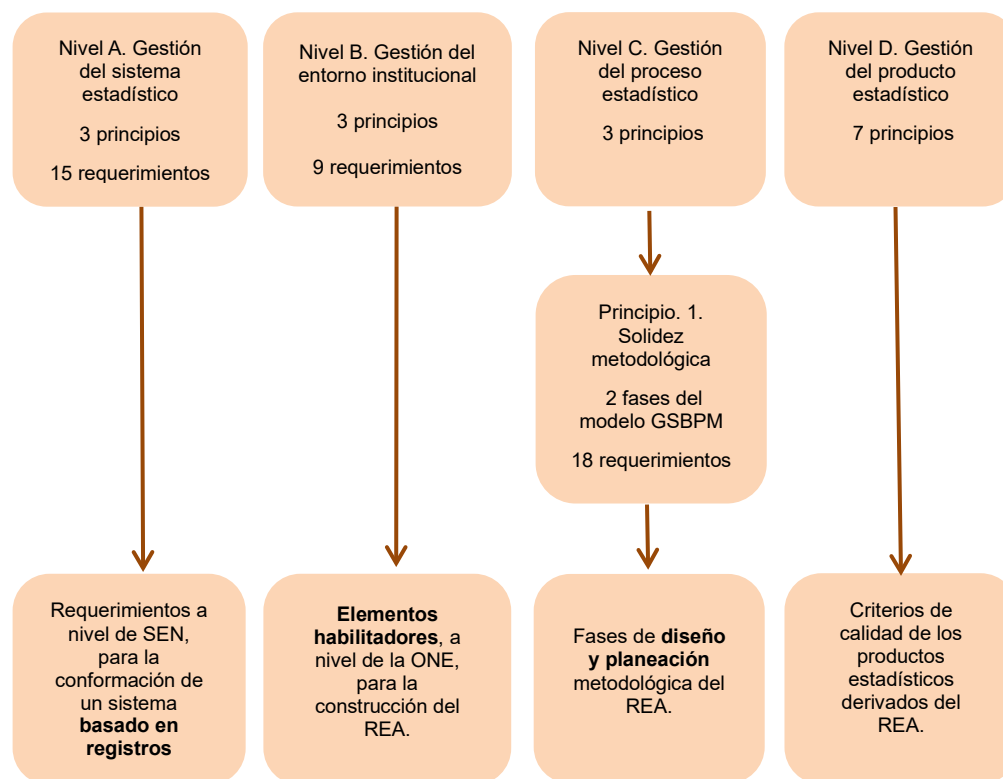 Nivel A. Gestión
del sistema
estadístico
3 principios
15 requerimientos
Nivel B. Gestión del
entorno institucional
3 principios
9 requerimientos
Nivel C. Gestión
del proceso
estadístico
3 principios
Nivel D. Gestión
del producto
estadístico
7 principios
Principio. 1.
Solidez
metodológica
2 fases del
modelo GSBPM
18 requerimientos
Requerimientos a
nivel de SEN,
para la
conformación de
un sistema
basado en
registros
Elementos
habilitadores, a
nivel de la ONE,
para la
construcción del
REA.
Fases de diseño
y planeación
metodológica del
REA.
Criterios de
calidad de los
productos
estadísticos
derivados del
REA.